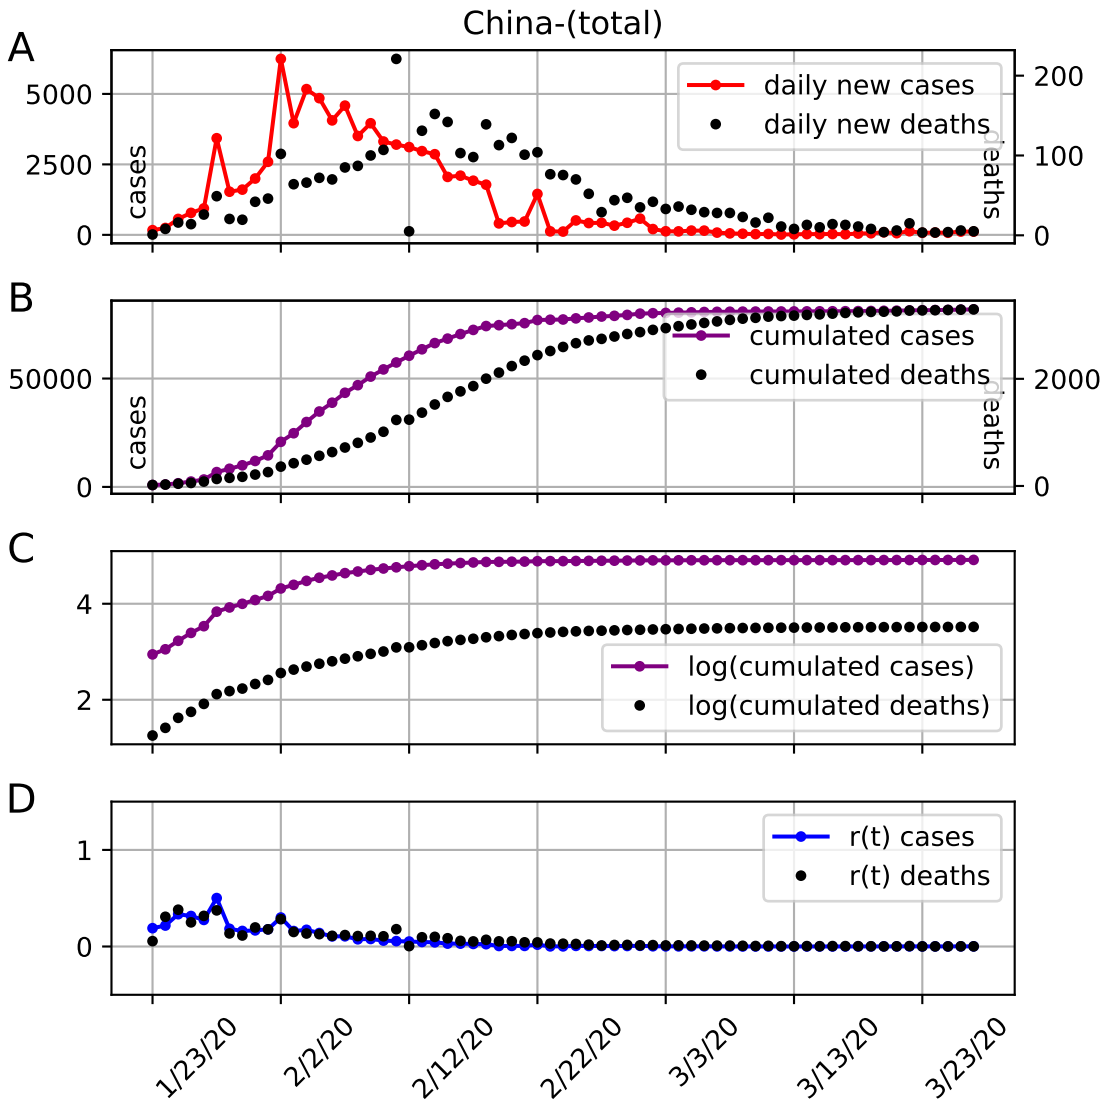 China-(total)
A
5000
2500
0
cases
daily new cases
daily new deaths
200
100
0
deaths
B
50000
0
cases
cumulated cases
cumulated deaths
2000
0
deaths
C
4
2
log(cumulated cases)
log(cumulated deaths)
D
1
0
r(t) cases
r(t) deaths
1/23/20
2/2/20
2/12/20
2/22/20
3/3/20
3/13/20
3/23/20